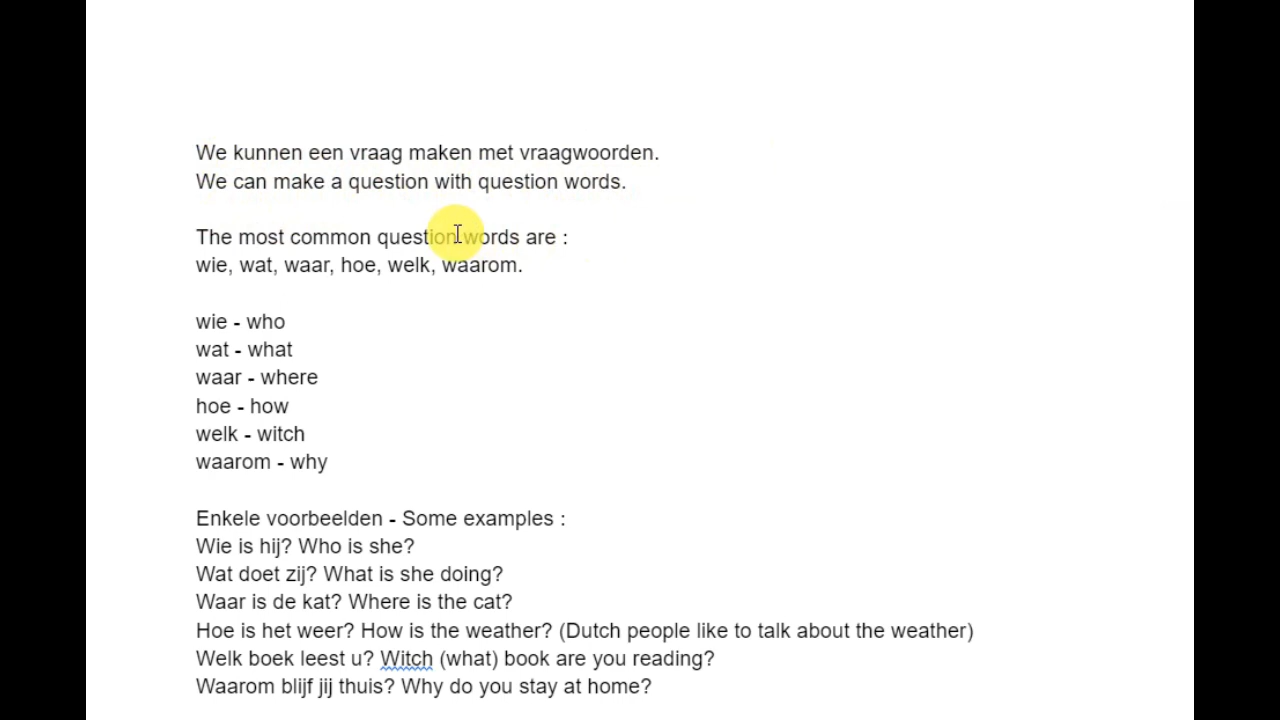 We kunnen een vraag maken met vraagwoorden.
We can make a question with question words.
The most common question words are :
wie, wat, waar, hoe, welk, waarom.
wie - who
wat - what
waar - where
hoe - how
welk - witch
waarom - why
Enkele voorbeelden - Some examples :
Wie is hij? Who is she?
Wat doet zij? What is she doing?
Waar is de kat? Where is the cat?
Hoe is het weer? How is the weather? (Dutch people like to talk about the weather)
Welk boek leest u? Witch (what) book are you reading?
Waarom blijf jij thuis? Why do you stay at home?